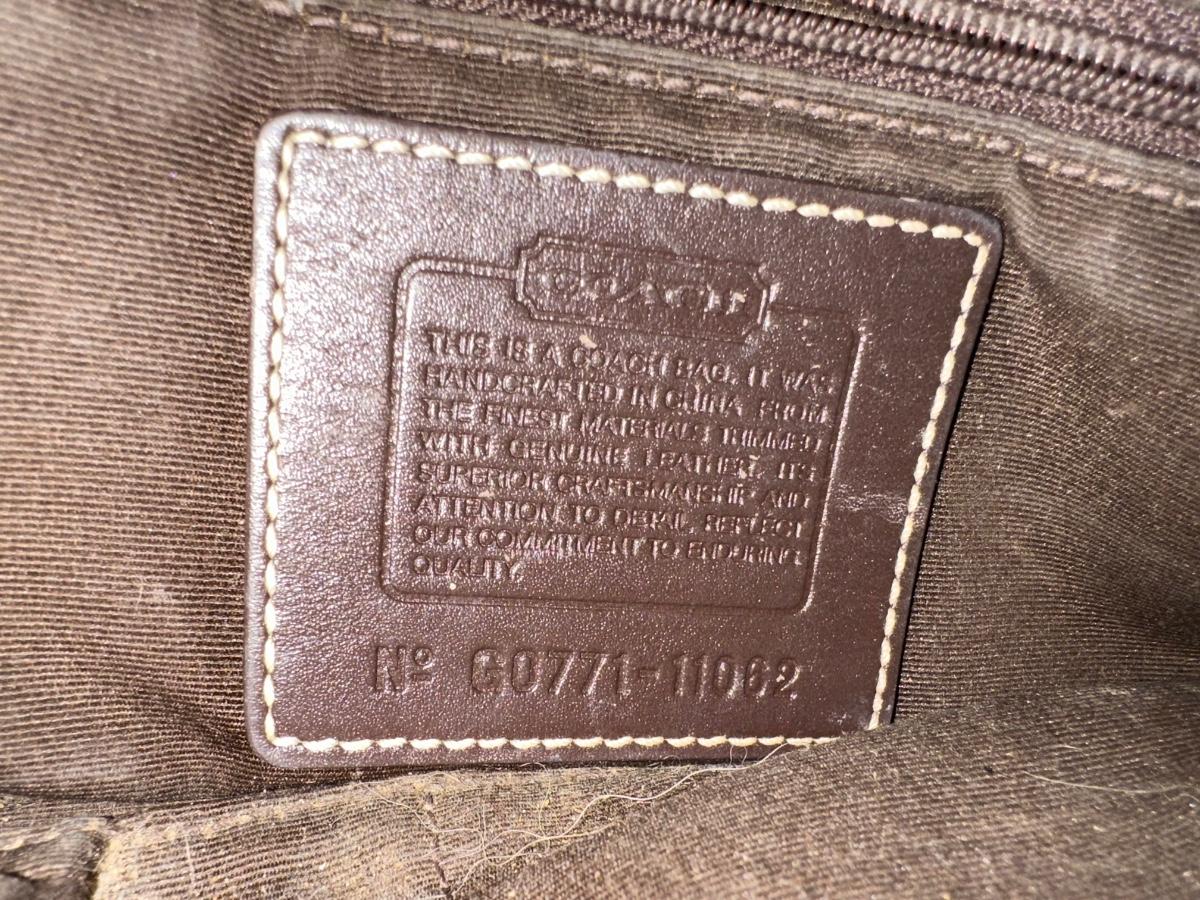 COACH
THIS IS A COACH BAG. IT WAS
HANDCRAFTED IN CHINA FROM
THE FINEST MATERIALS TRIMMED
WITH GENUINE LEATHER. ITS
SUPERIOR CRAFTSMANSHIP AND
ATTENTION TO DETAIL REFLECT
OUR COMMITMENT TO ENDURING
QUALITY.
Nº G0771-11062